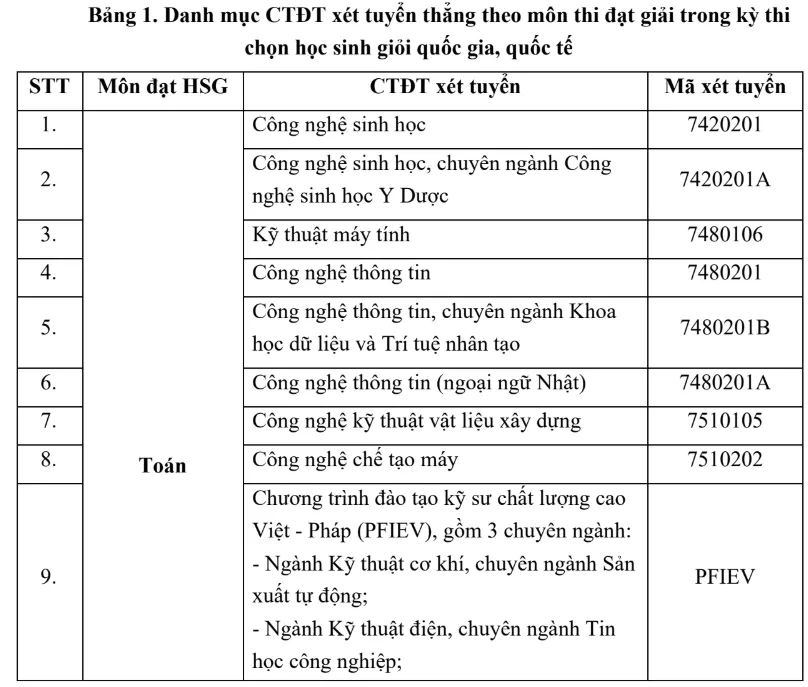 Bảng 1. Danh mục CTĐT xét tuyển thẳng theo môn thi đạt giải trong kỳ thi
chọn học sinh giỏi quốc gia, quốc tế
STT Môn đạt HSG CTĐT xét tuyển Mã xét tuyển
1. Công nghệ sinh học 7420201
2. Công nghệ sinh học, chuyên ngành Công
nghệ sinh học Y Dược 7420201A
3. Kỹ thuật máy tính 7480106
4. Công nghệ thông tin 7480201
5. Công nghệ thông tin, chuyên ngành Khoa
học dữ liệu và Trí tuệ nhân tạo 7480201B
6. Công nghệ thông tin (ngoại ngữ Nhật) 7480201A
7. Công nghệ kỹ thuật vật liệu xây dựng 7510105
8. Toán Công nghệ chế tạo máy 7510202
9. Chương trình đào tạo kỹ sư chất lượng cao
Việt - Pháp (PFIEV), gồm 3 chuyên ngành:
- Ngành Kỹ thuật cơ khí, chuyên ngành Sản
xuất tự động;
- Ngành Kỹ thuật điện, chuyên ngành Tin
học công nghiệp;
PFIEV